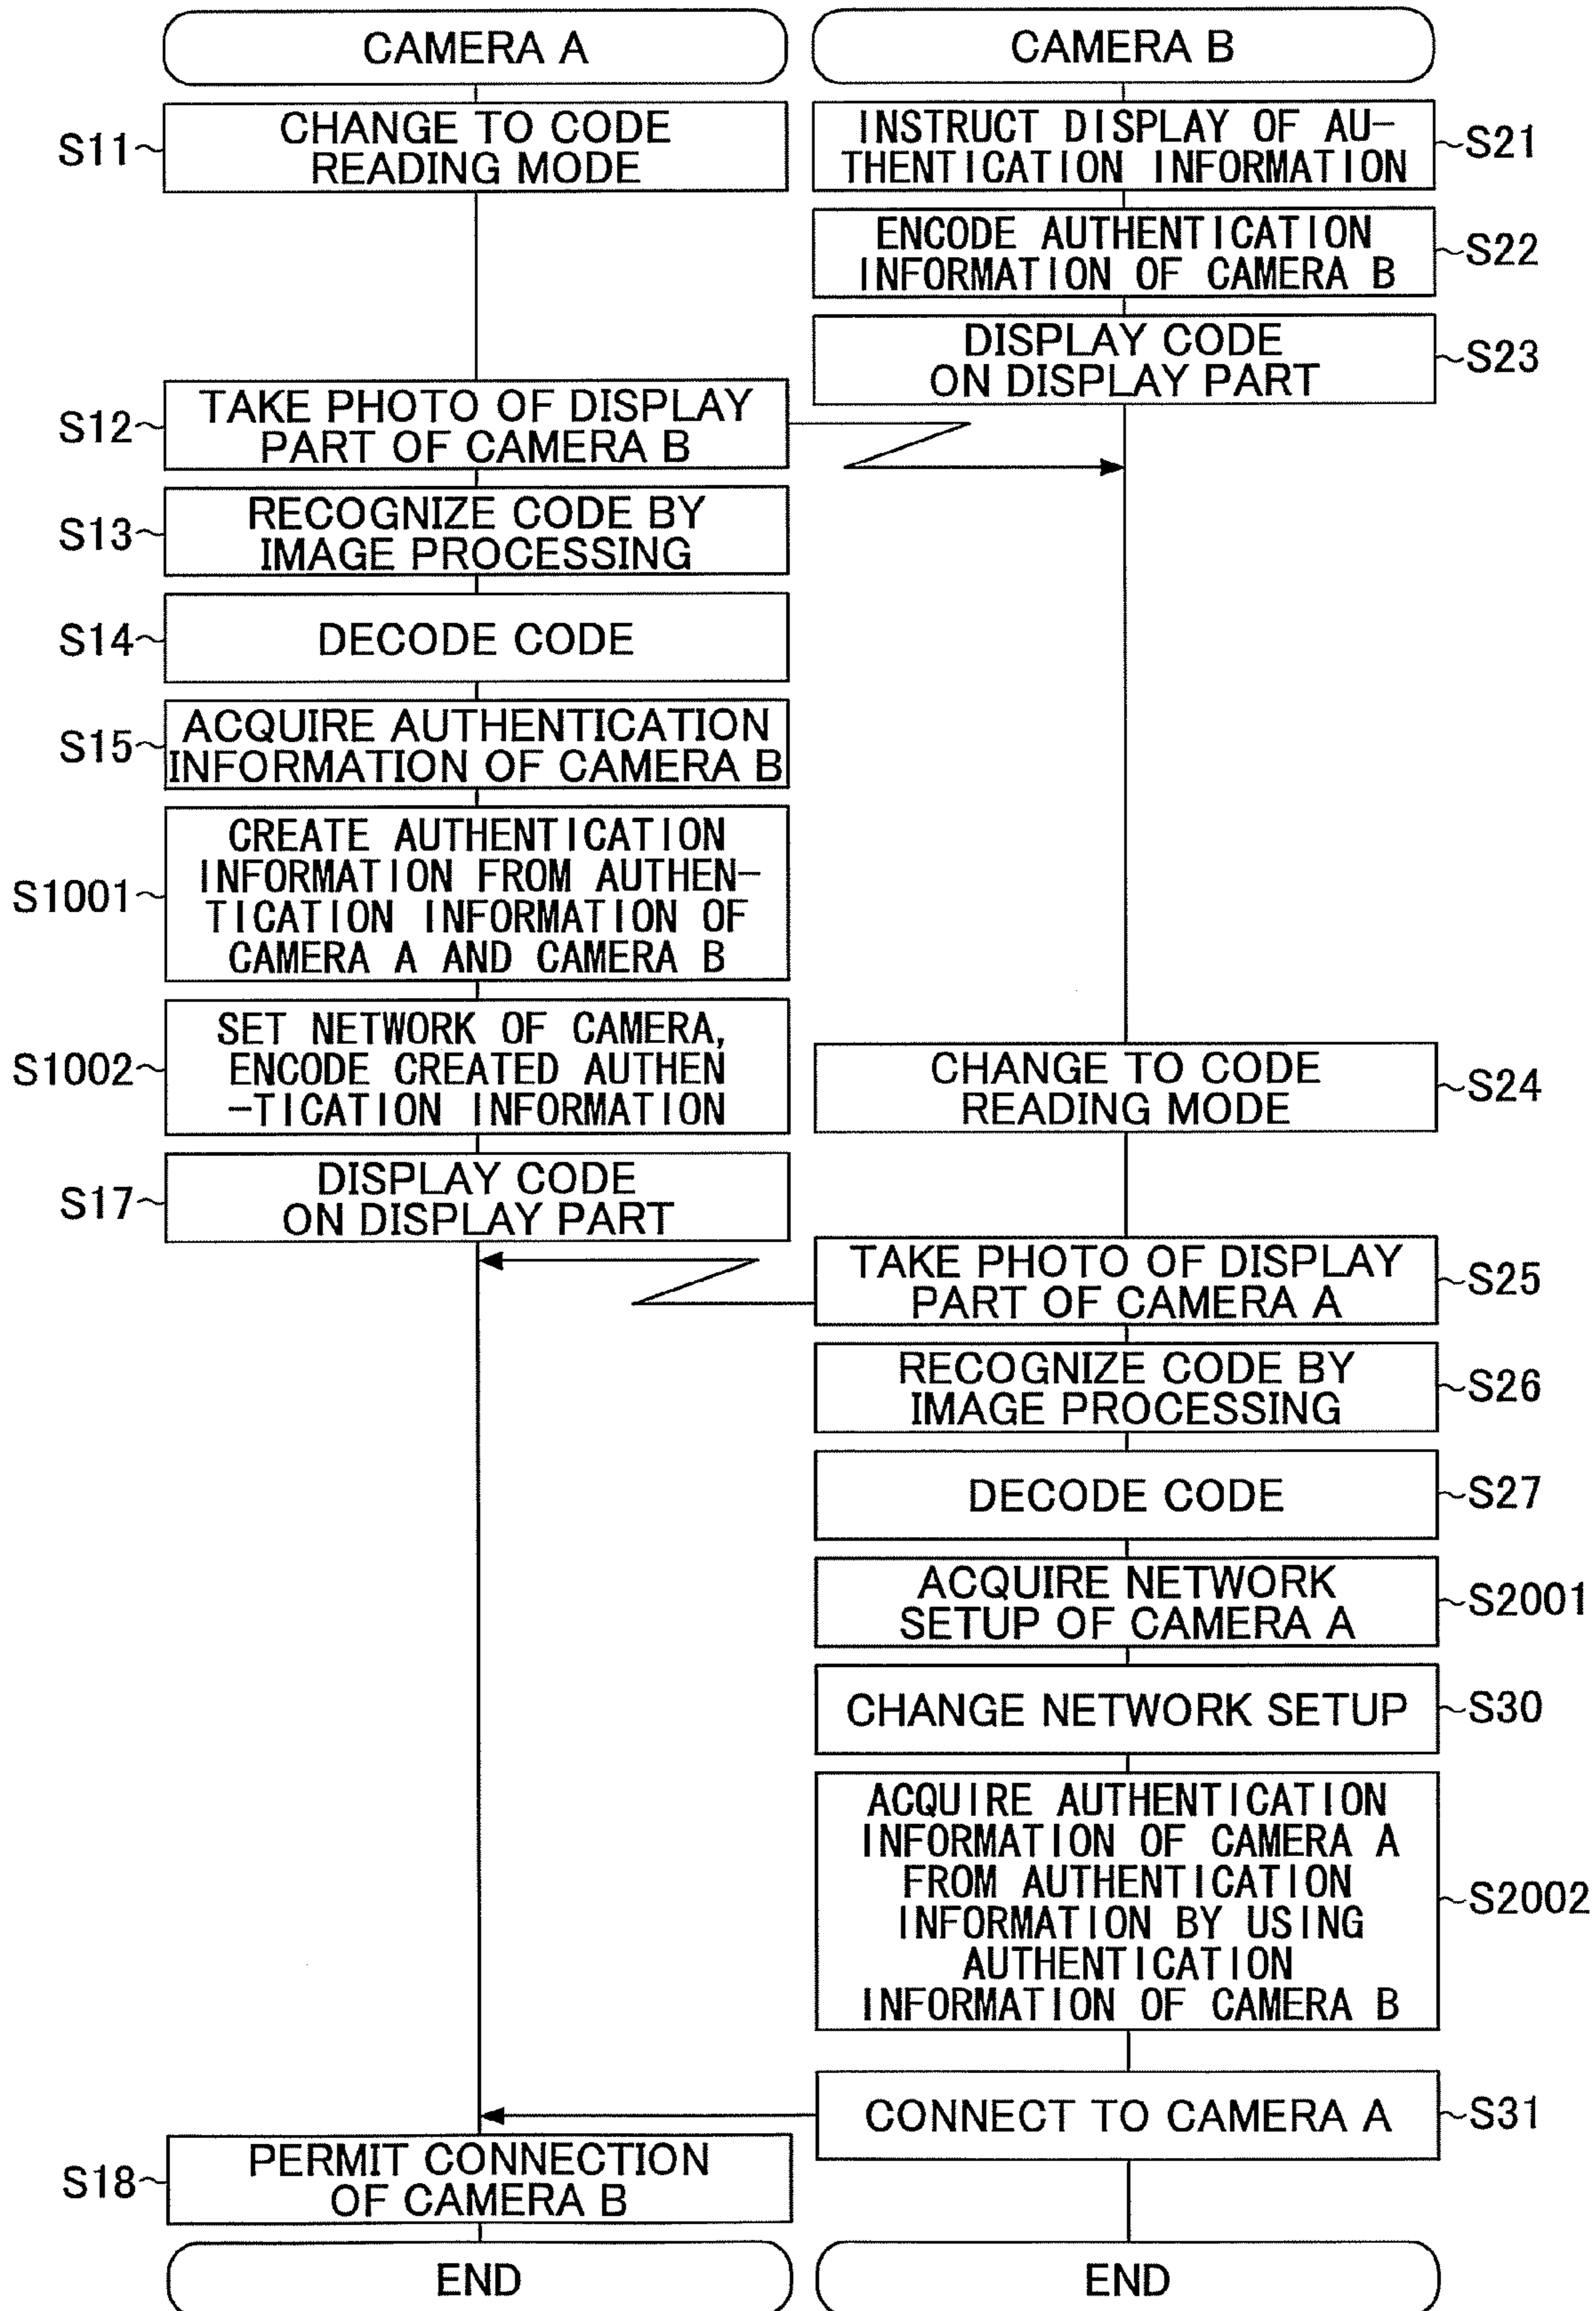 CAMERA A
S11
CHANGE TO CODE
READING MODE
S12
TAKE PHOTO OF DISPLAY
PART OF CAMERA B
S13
RECOGNIZE CODE BY
IMAGE PROCESSING
S14
DECODE CODE
S15
ACQUIRE AUTHENTICATION
INFORMATION OF CAMERA B
S1001
CREATE AUTHENTICATION
INFORMATION FROM AUTHEN-
TICATION INFORMATION OF
CAMERA A AND CAMERA B
S1002
SET NETWORK OF CAMERA,
ENCODE CREATED AUTHEN
-TICATION INFORMATION
S17
DISPLAY CODE
ON DISPLAY PART
S18
PERMIT CONNECTION
OF CAMERA B
END
CAMERA B
INSTRUCT DISPLAY OF AU-
THENTICATION INFORMATION
S21
ENCODE AUTHENTICATION
INFORMATION OF CAMERA B
S22
DISPLAY CODE
ON DISPLAY PART
S23
CHANGE TO CODE
READING MODE
S24
TAKE PHOTO OF DISPLAY
PART OF CAMERA A
S25
RECOGNIZE CODE BY
IMAGE PROCESSING
S26
DECODE CODE
S27
ACQUIRE NETWORK
SETUP OF CAMERA A
S2001
CHANGE NETWORK SETUP
S30
ACQUIRE AUTHENTICATION
INFORMATION OF CAMERA A
FROM AUTHENTICATION
INFORMATION BY USING
AUTHENTICATION
INFORMATION OF CAMERA B
S2002
CONNECT TO CAMERA A
S31
END